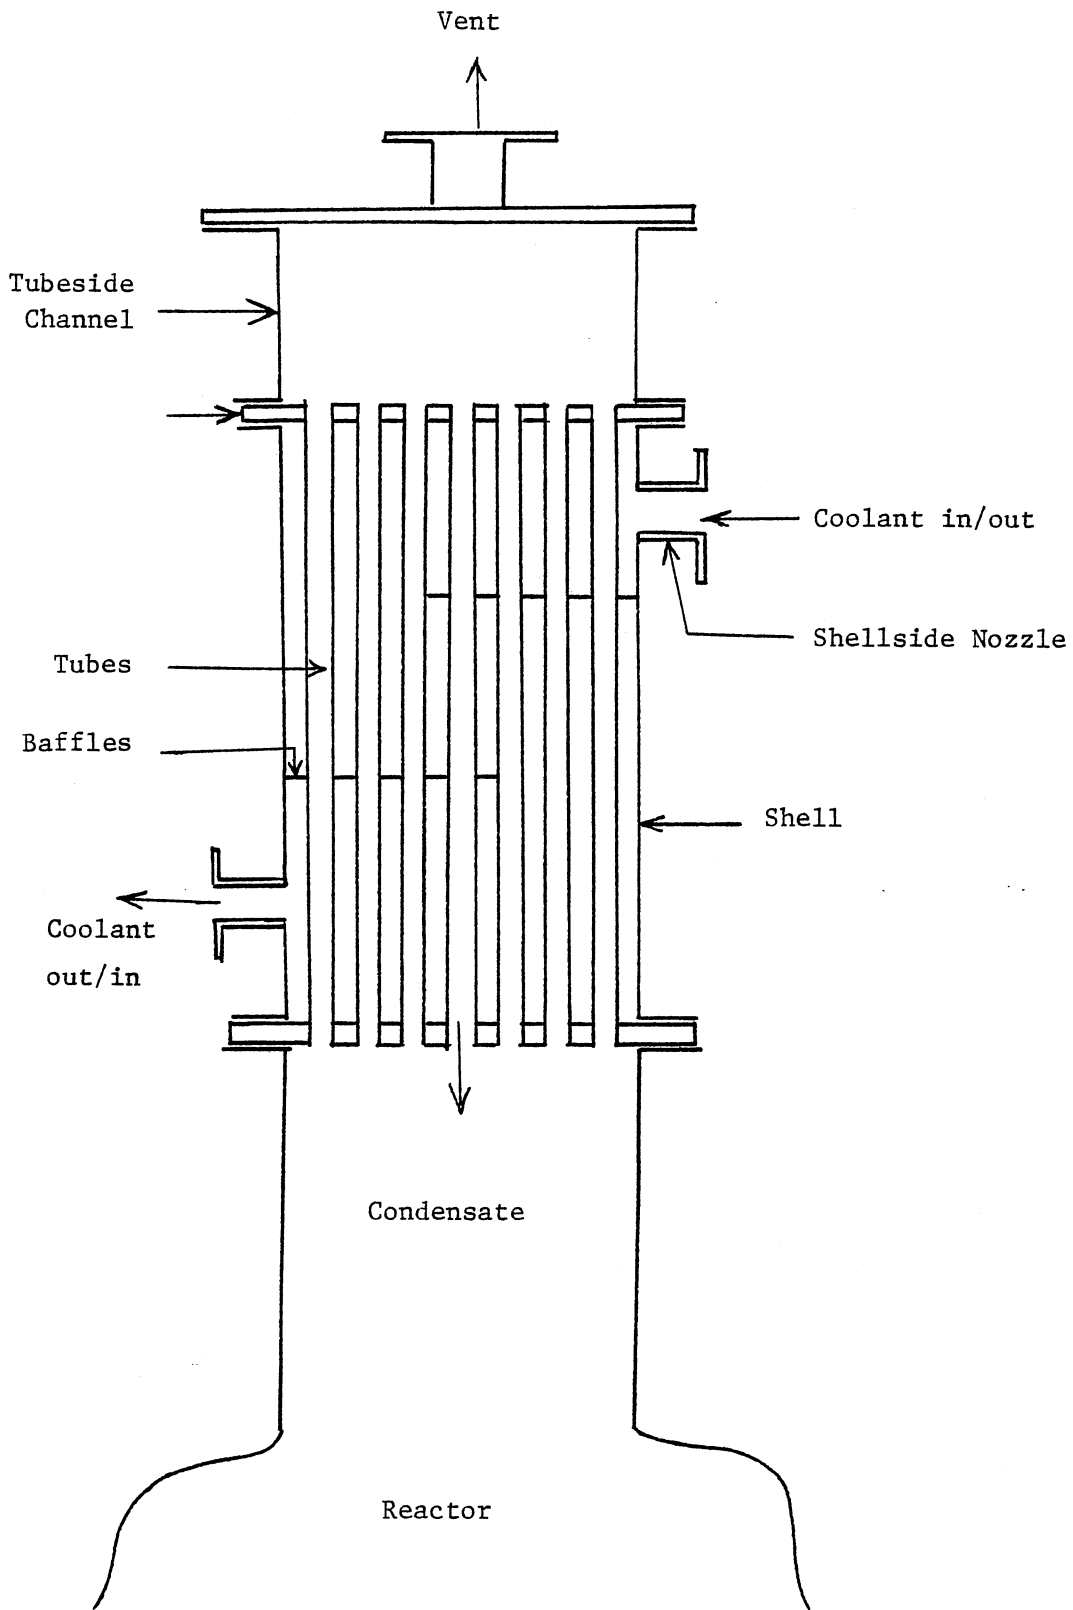 Vent
Tubeside
Channel
Coolant in/out
Shellside Nozzle
Tubes
Baffles
Shell
Coolant
out/in
Condensate
Reactor